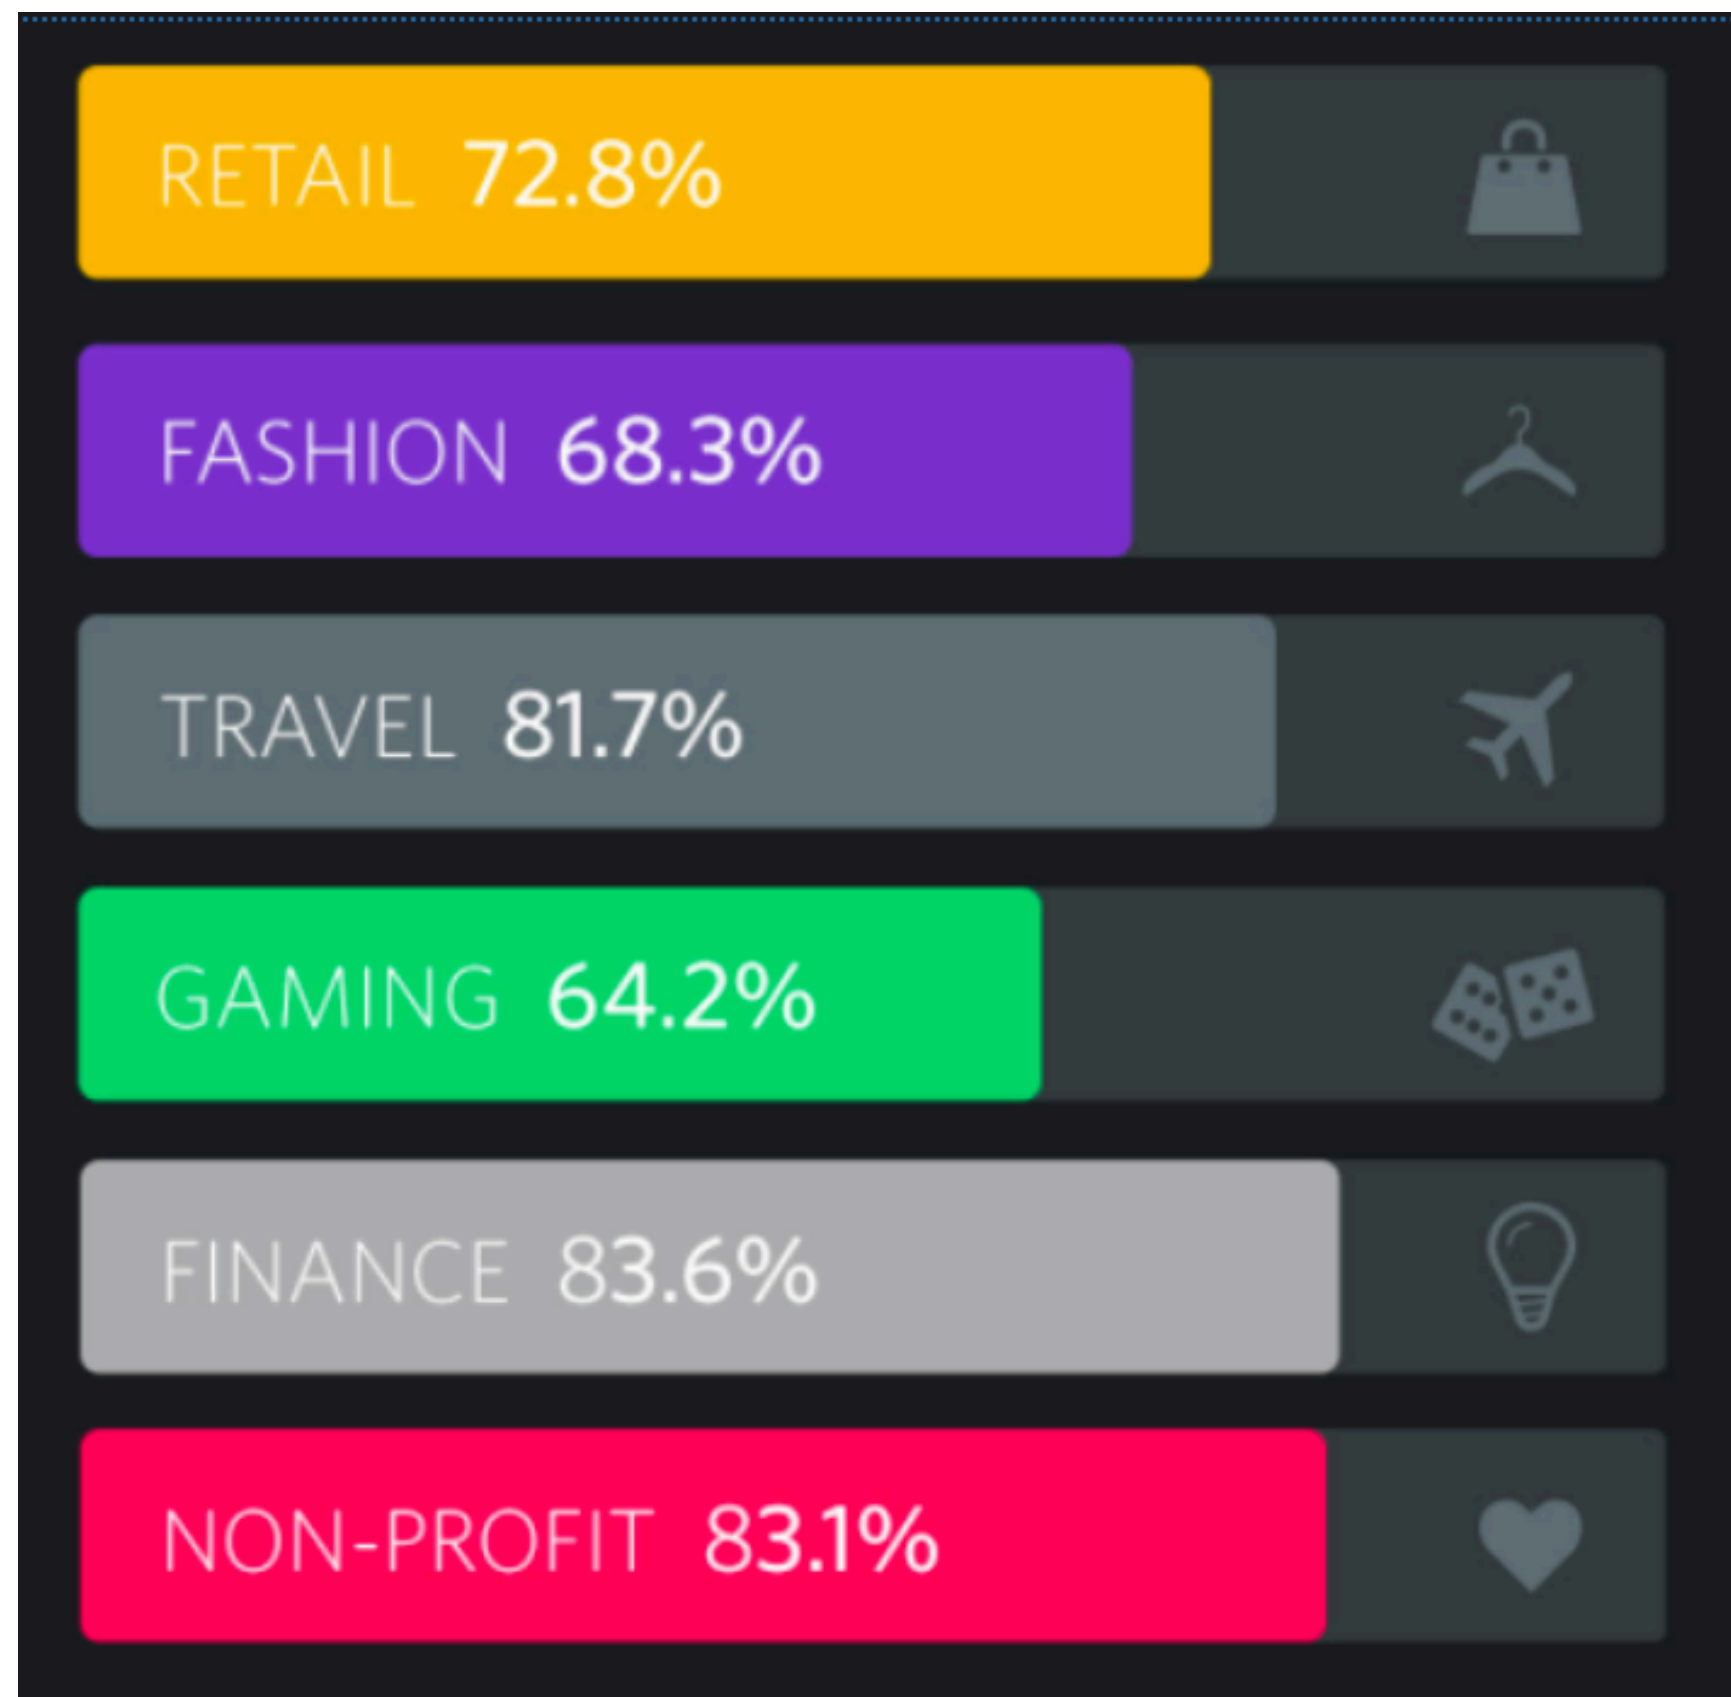 RETAIL 72.8%
FASHION 68.3%
TRAVEL 81.7%
GAMING 64.2%
FINANCE 83.6%
NON-PROFIT 83.1%